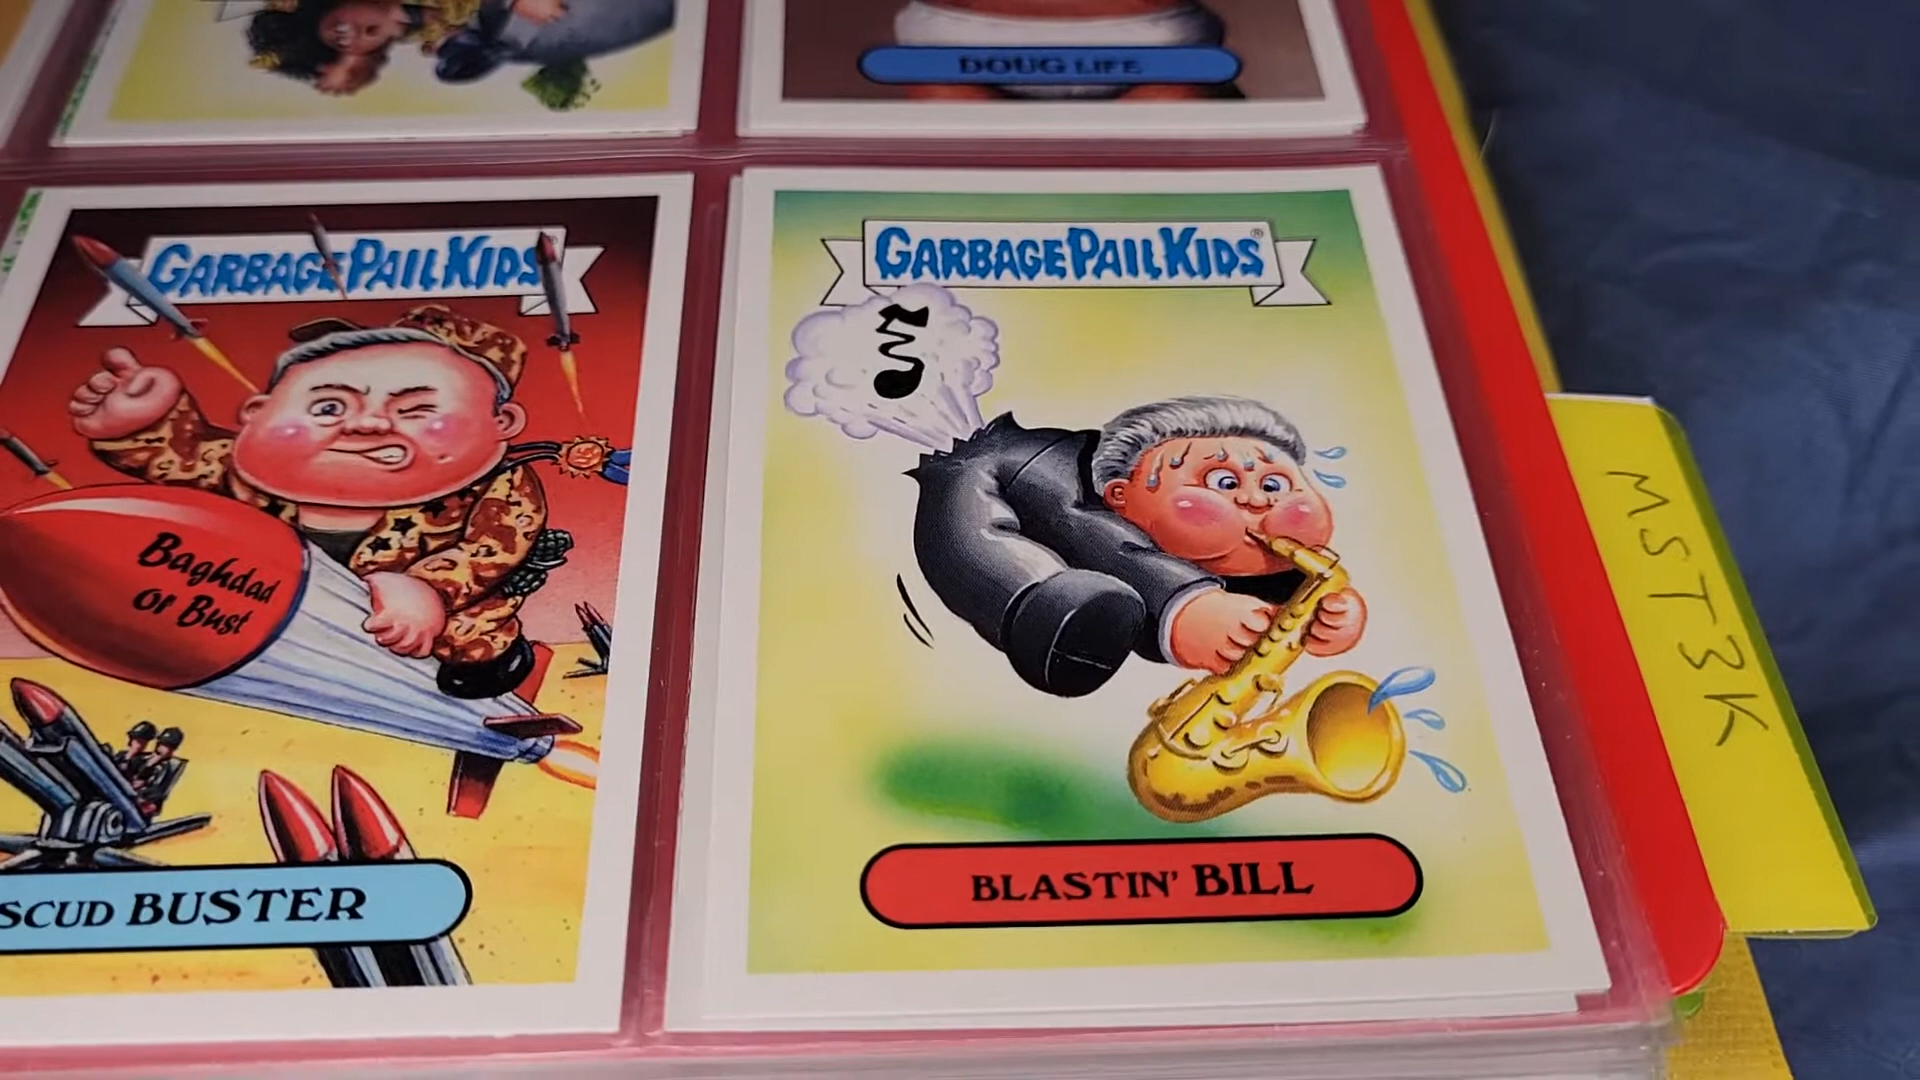 DOUG LIFE
GARBAGE PAIL KIDS
Baghdad
or Bust
SCUD BUSTER
GARBAGE PAIL KIDS®
BLASTIN' BILL
MST3K